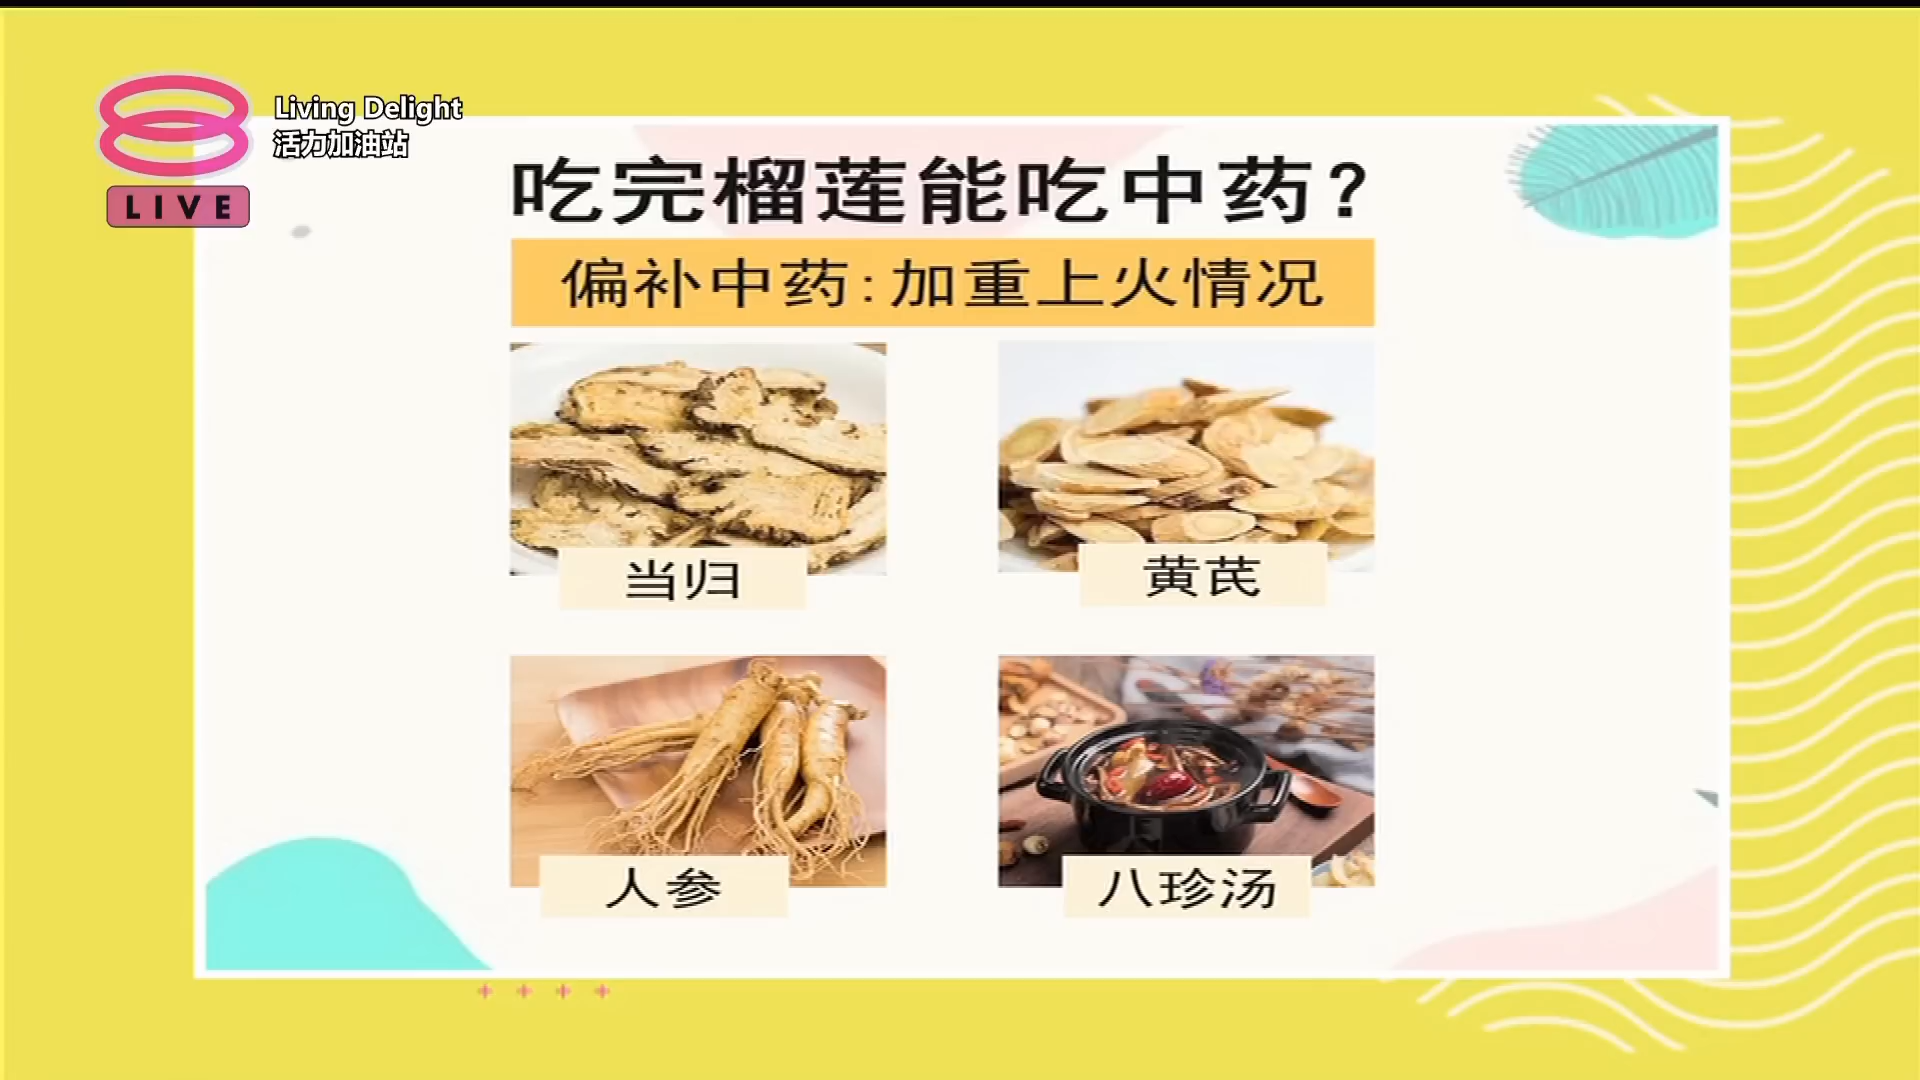 Living Delight
活力加油站
LIVE
吃完榴莲能吃中药?
偏补中药:加重上火情况
当归
黄芪
人参
八珍汤